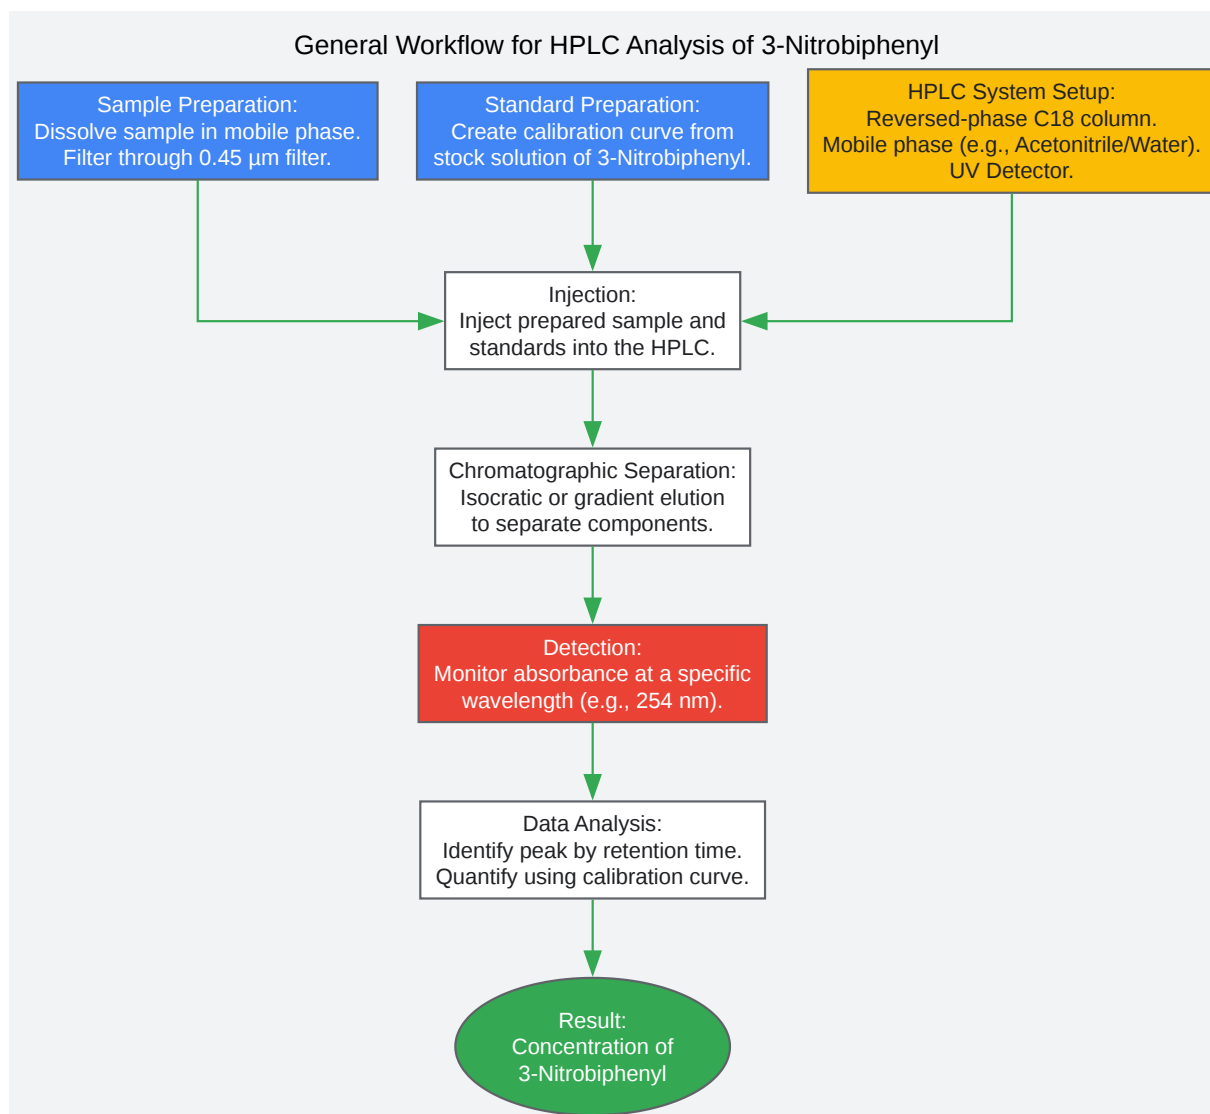 General Workflow for HPLC Analysis of 3-Nitrobiphenyl
Sample Preparation:
Dissolve sample in mobile phase.
Filter through 0.45 µm filter.
Standard Preparation:
Create calibration curve from
stock solution of 3-Nitrobiphenyl.
HPLC System Setup:
Reversed-phase C18 column.
Mobile phase (e.g., Acetonitrile/Water).
UV Detector.
Injection:
Inject prepared sample and
standards into the HPLC.
Chromatographic Separation:
Isocratic or gradient elution
to separate components.
Detection:
Monitor absorbance at a specific
wavelength (e.g., 254 nm).
Data Analysis:
Identify peak by retention time.
Quantify using calibration curve.
Result:
Concentration of
3-Nitrobiphenyl